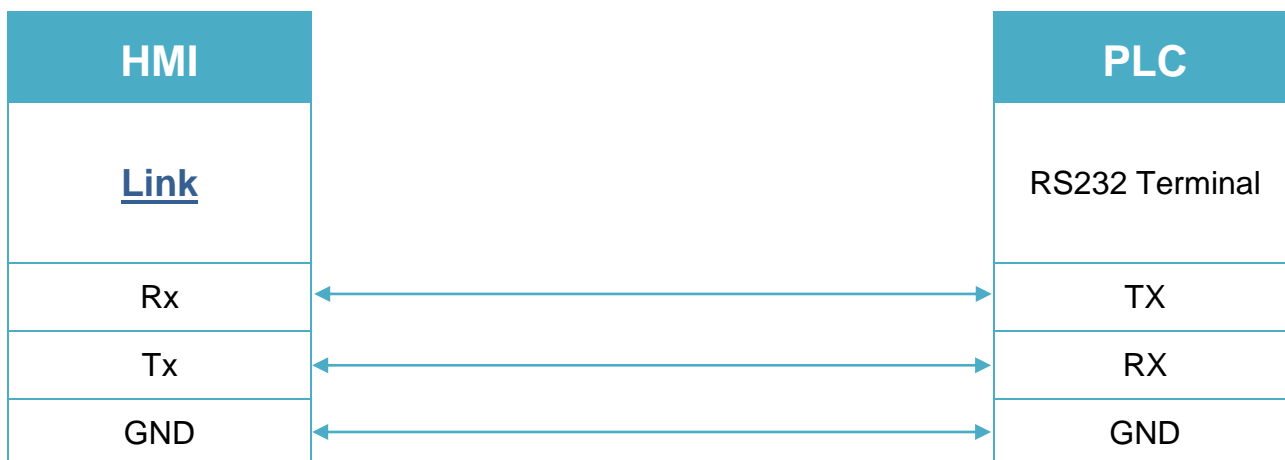 HMI
PLC
Link
RS232 Terminal
Rx
TX
Tx
RX
GND
GND